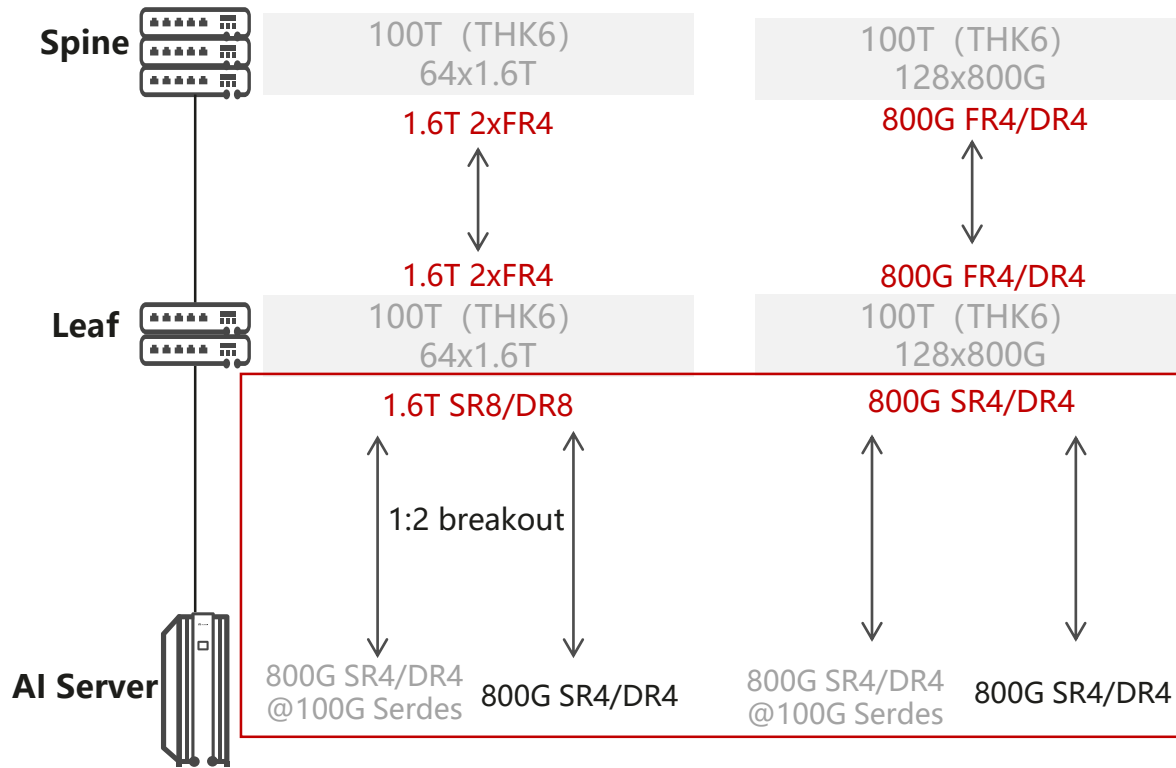 Spine
100T（THK6）
64x1.6T
100T（THK6）
128x800G
1.6T 2xFR4
800G FR4/DR4
1.6T 2xFR4
800G FR4/DR4
Leaf
100T（THK6）
64x1.6T
100T（THK6）
128x800G
1.6T SR8/DR8
800G SR4/DR4
1:2 breakout
AI Server
800G SR4/DR4
@100G Serdes
800G SR4/DR4
800G SR4/DR4
@100G Serdes
800G SR4/DR4